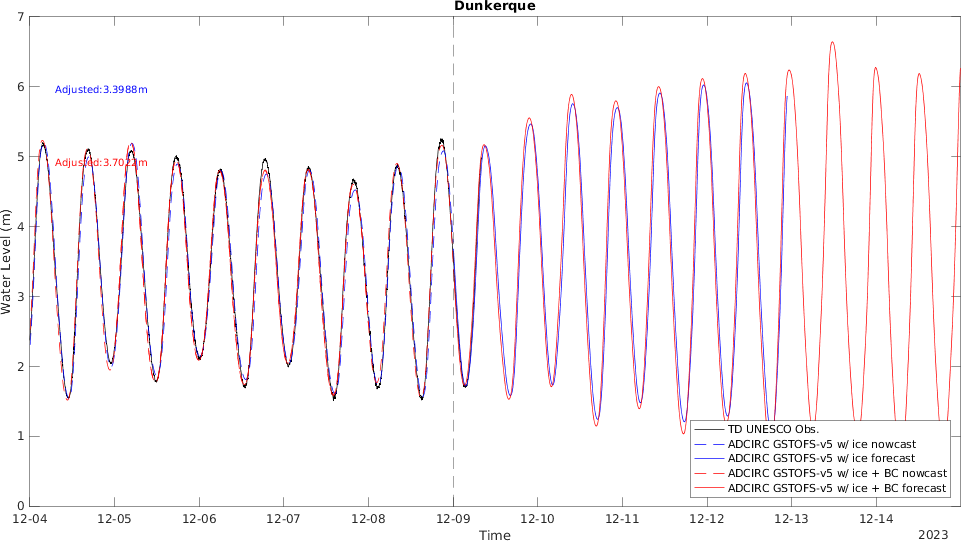 Dunkerque
7
6
5
4
3
2
1
0
Water Level (m)
Adjusted:3.3988m
TD UNESCO Obs.
ADCIRC GSTOFS-v5 w/ ice nowcast
ADCIRC GSTOFS-v5 w/ ice forecast
ADCIRC GSTOFS-v5 w/ ice + BC nowcast
ADCIRC GSTOFS-v5 w/ ice + BC forecast
12-04 12-05 12-06 12-07 12-08 12-09 12-10 12-11 12-12 12-13 12-14
Time
2023